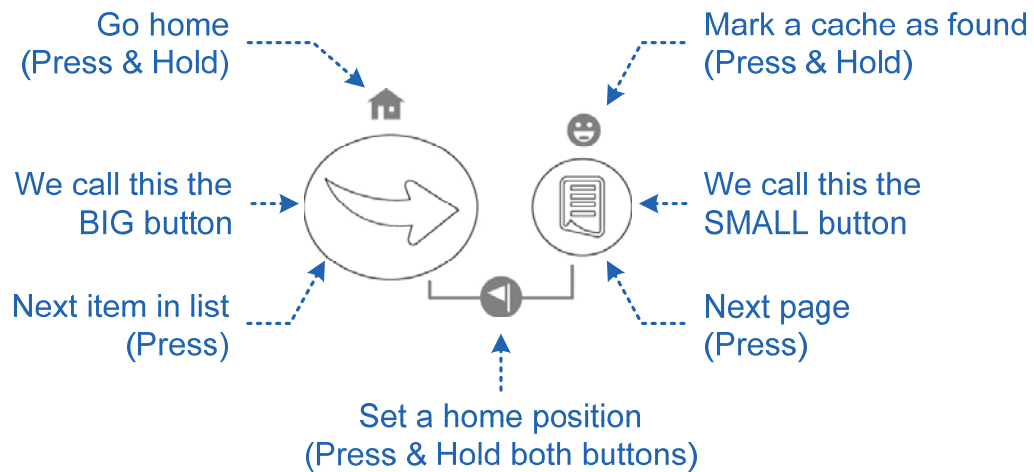 Go home
(Press & Hold)
Mark a cache as found
(Press & Hold)
We call this the
BIG button
We call this the
SMALL button
Next item in list
(Press)
Next page
(Press)
Set a home position
(Press & Hold both buttons)